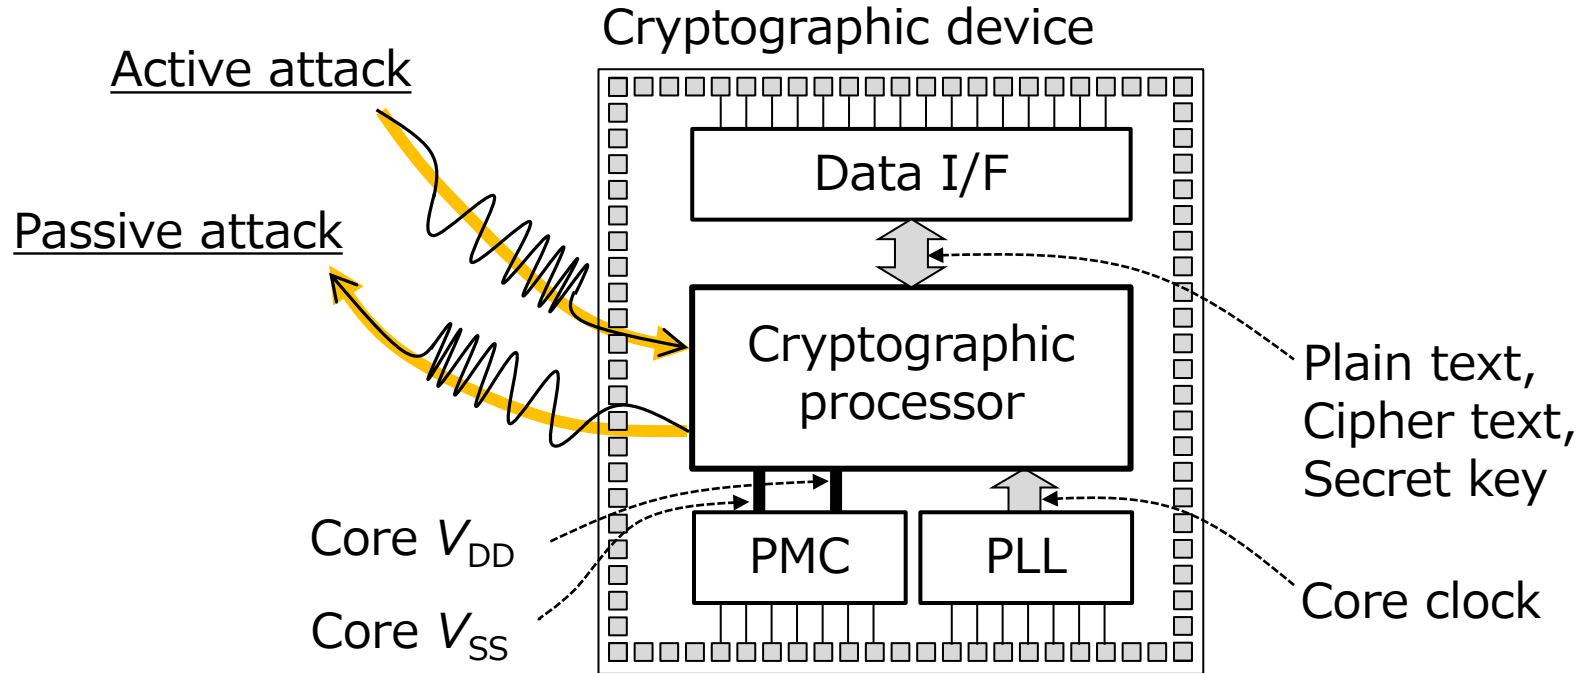 Cryptographic device
Active attack
Passive attack
Data I/F
Cryptographic
processor
Plain text,
Cipher text,
Secret key
Core VDD
PMC
PLL
Core clock
Core VSS